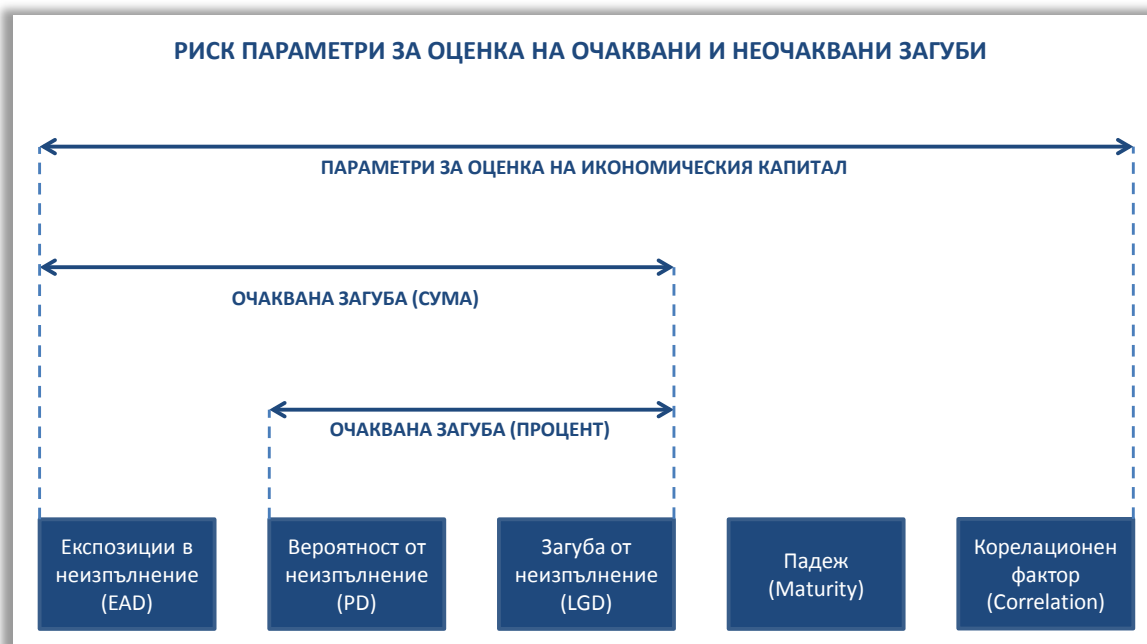 РИСК ПАРАМЕТРИ ЗА ОЦЕНКА НА ОЧАКВАНИ И НЕОЧАКВАНИ ЗАГУБИ
ПАРАМЕТРИ ЗА ОЦЕНКА НА ИКОНОМИЧЕСКИЯ КАПИТАЛ
ОЧАКВАНА ЗАГУБА (СУМА)
ОЧАКВАНА ЗАГУБА (ПРОЦЕНТ)
Експозиции в
неизпълнение
(EAD)
Вероятност от
неизпълнение
(PD)
Загуба от
неизпълнение
(LGD)
Падеж
(Maturity)
Корелационен
фактор
(Correlation)